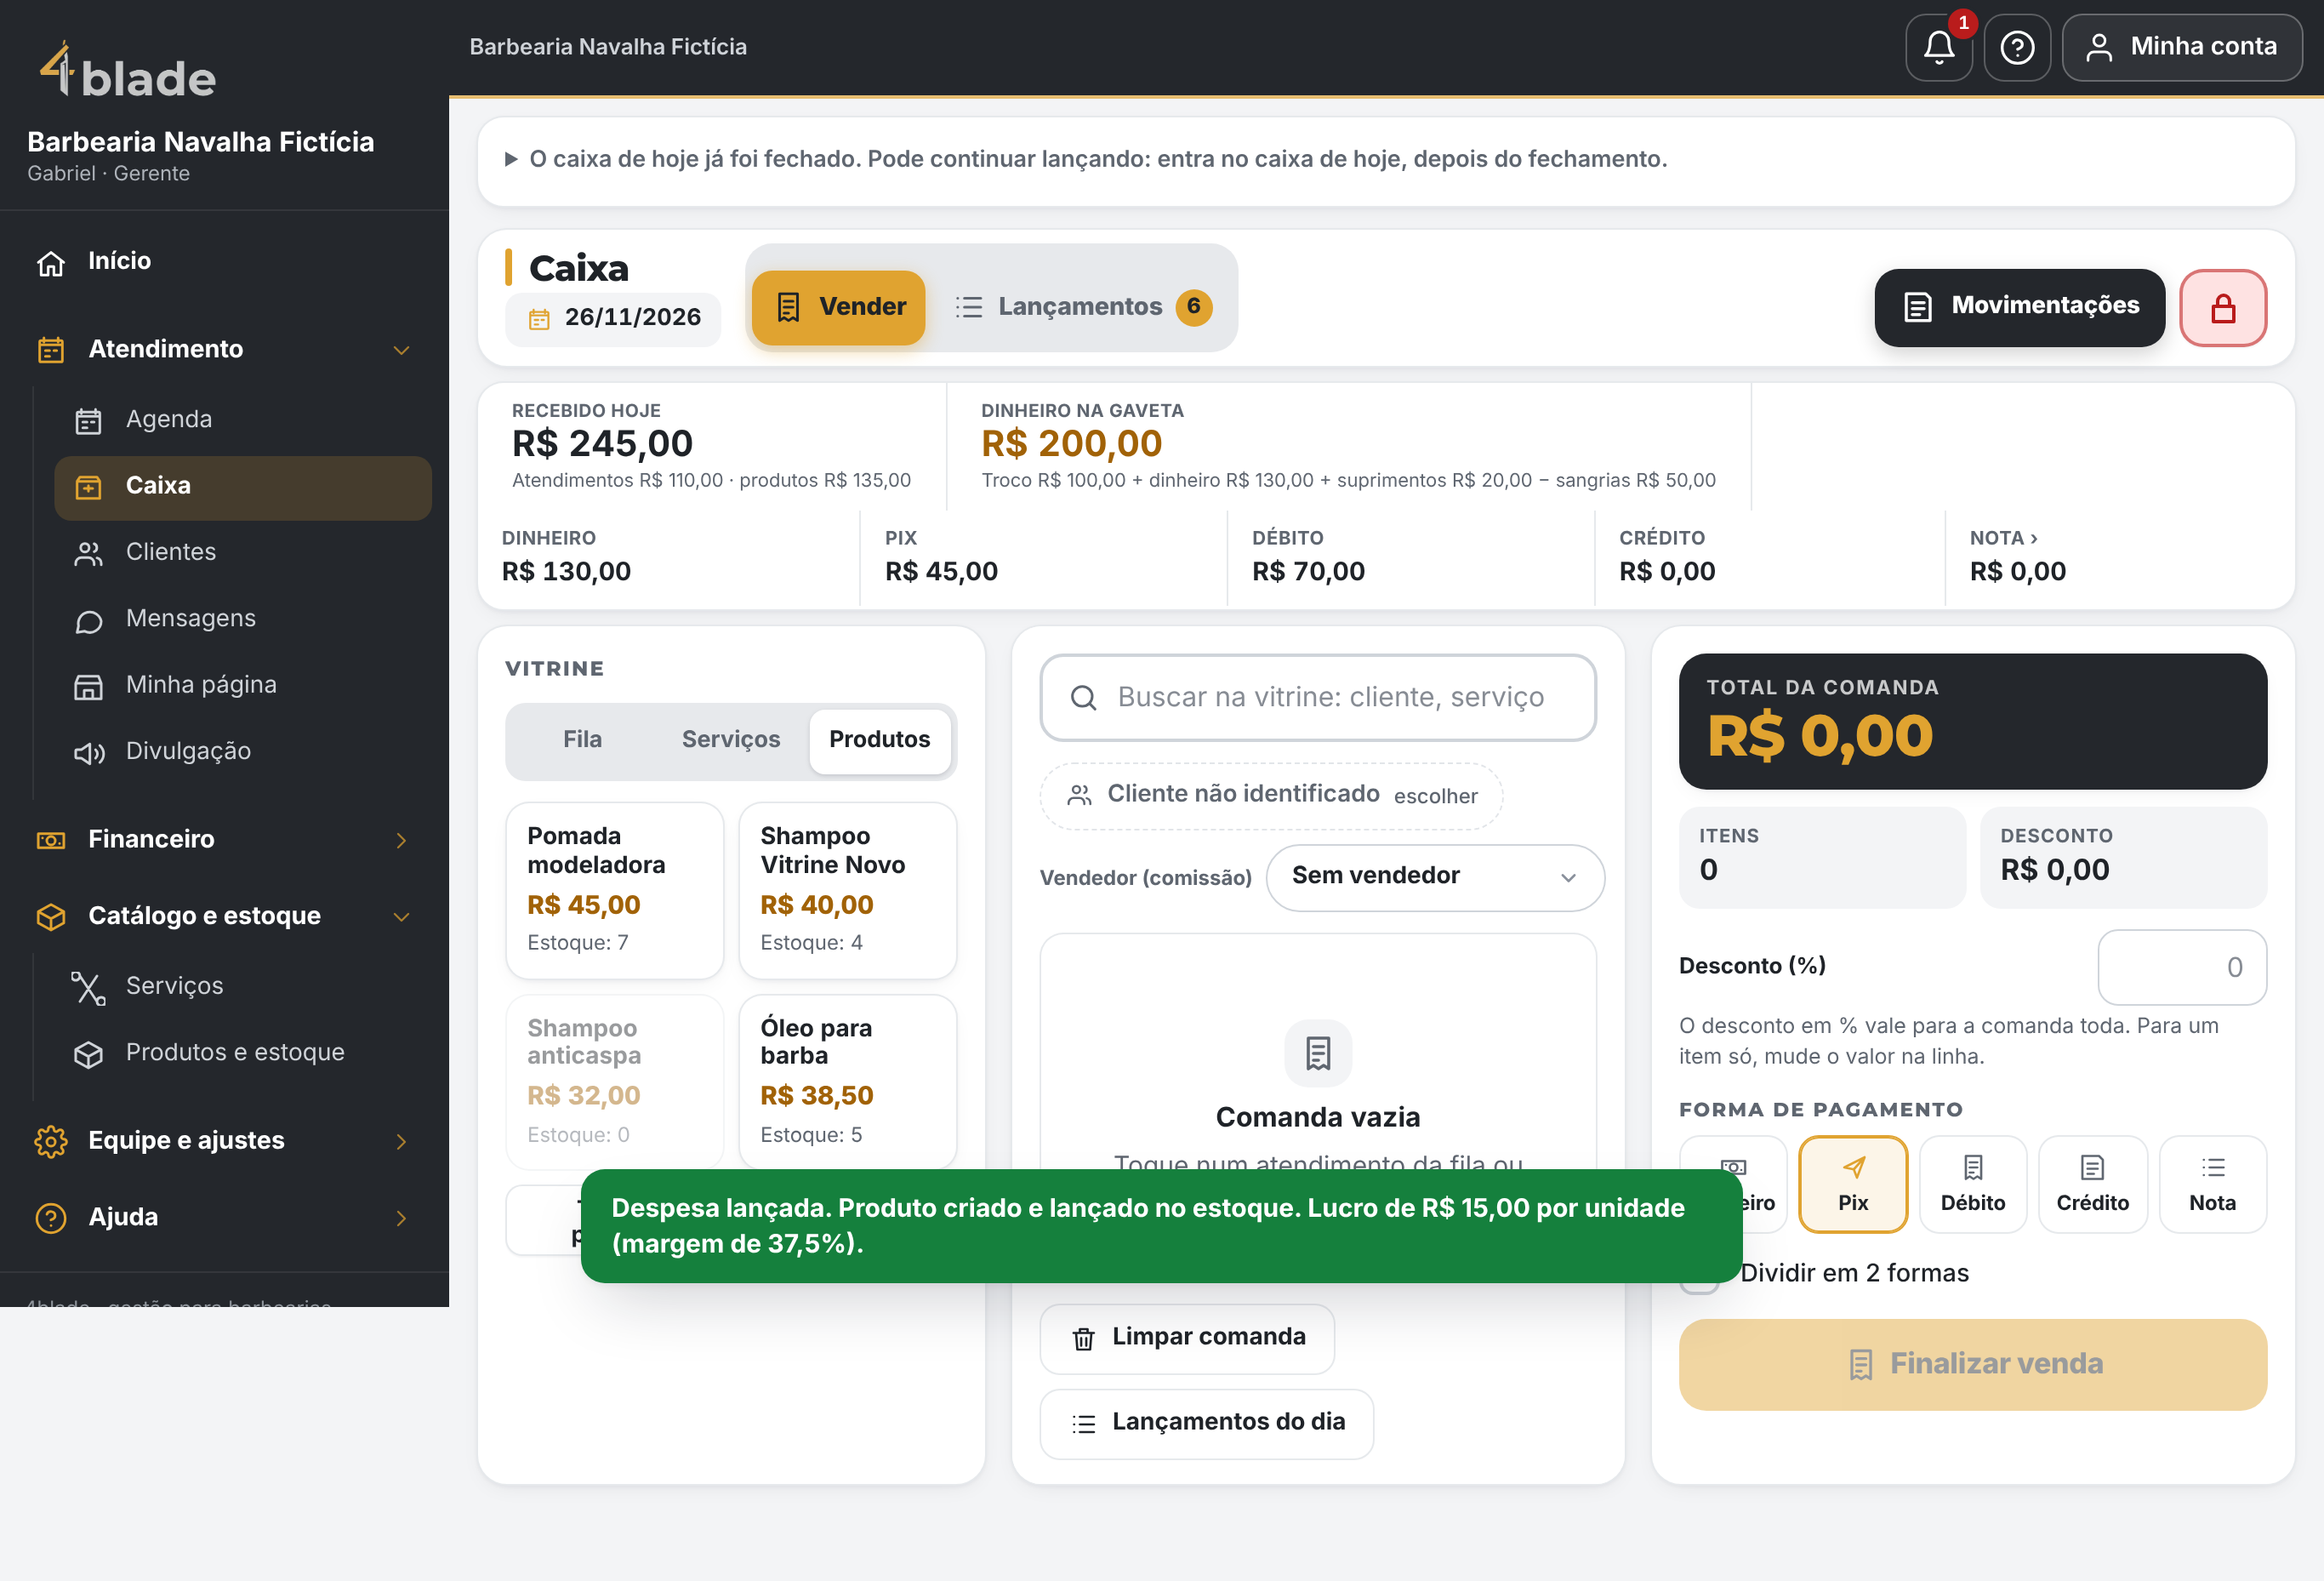 4blade
Barbearia Navalha Fictícia
Gabriel · Gerente
Início
Atendimento
Agenda
Caixa
Clientes
Mensagens
Minha página
Divulgação
Financeiro
Catálogo e estoque
Serviços
Produtos e estoque
Equipe e ajustes
Ajuda
Barbearia Navalha Fictícia
1
Minha conta
O caixa de hoje já foi fechado. Pode continuar lançando: entra no caixa de hoje, depois do fechamento.
Caixa
26/11/2026
Vender
Lançamentos 6
Movimentações
RECEBIDO HOJE
R$ 245,00
Atendimentos R$ 110,00 · produtos R$ 135,00
DINHEIRO NA GAVETA
R$ 200,00
Troco R$ 100,00 + dinheiro R$ 130,00 + suprimentos R$ 20,00 − sangrias R$ 50,00
DINHEIRO
R$ 130,00
PIX
R$ 45,00
DÉBITO
R$ 70,00
CRÉDITO
R$ 0,00
NOTA ›
R$ 0,00
VITRINE
Fila
Serviços
Produtos
Pomada
modeladora
R$ 45,00
Estoque: 7
Shampoo
Vitrine Novo
R$ 40,00
Estoque: 4
Shampoo
anticaspa
R$ 32,00
Estoque: 0
Óleo para
barba
R$ 38,50
Estoque: 5
Buscar na vitrine: cliente, serviço
Cliente não identificado escolher
Vendedor (comissão)
Sem vendedor
Comanda vazia
Toque num atendimento da fila ou
Limpar comanda
Lançamentos do dia
TOTAL DA COMANDA
R$ 0,00
ITENS
0
DESCONTO
R$ 0,00
Desconto (%)
0
O desconto em % vale para a comanda toda. Para um
item só, mude o valor na linha.
FORMA DE PAGAMENTO
eiro
Pix
Débito
Crédito
Nota
Dividir em 2 formas
Finalizar venda
Despesa lançada. Produto criado e lançado no estoque. Lucro de R$ 15,00 por unidade
(margem de 37,5%).